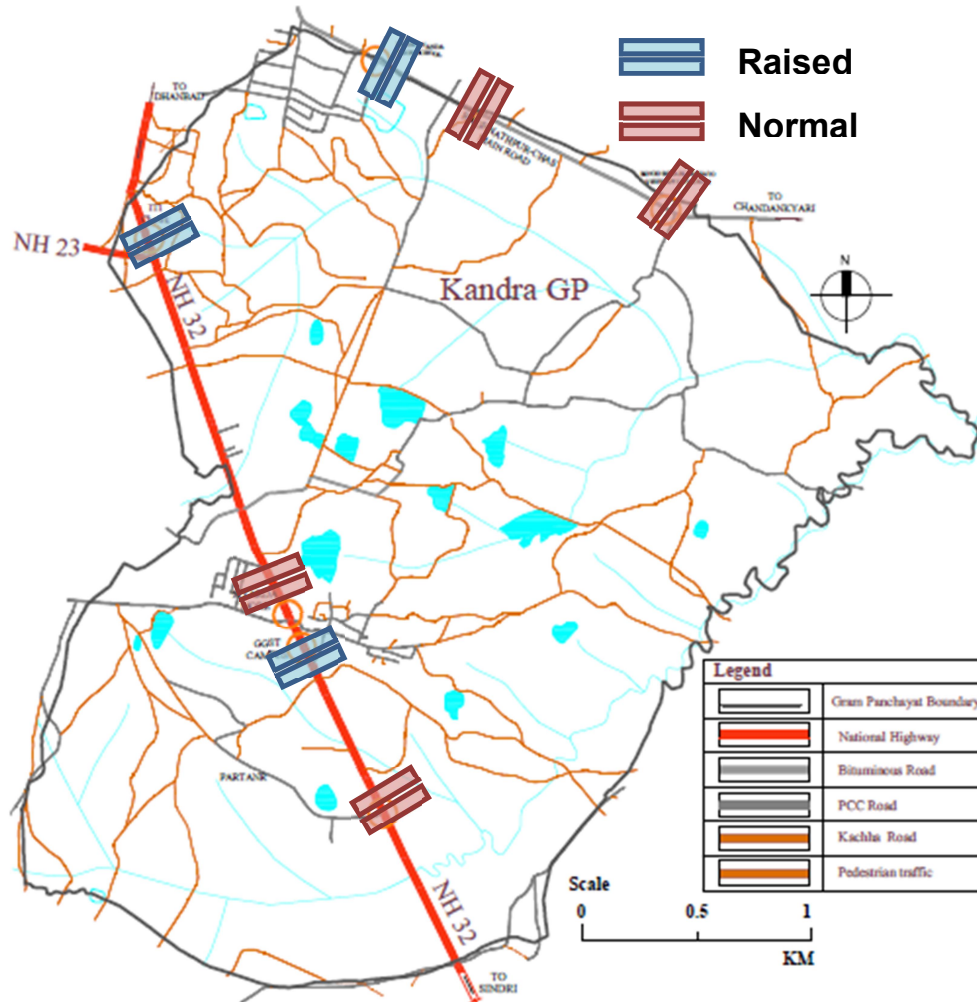 Raised
Normal
TO
DHANBAD
MAIN ROAD
TO
CHANDANKYARI
NH 23
NH 32
Kandra GP
N
GGST
PARTANR
NH 32
TO
SINDRI
Legend
Gram Panchayat Boundary
National Highway
Bituminous Road
PCC Road
Kachha Road
Pedestrian traffic
Scale
0 0.5 1
KM